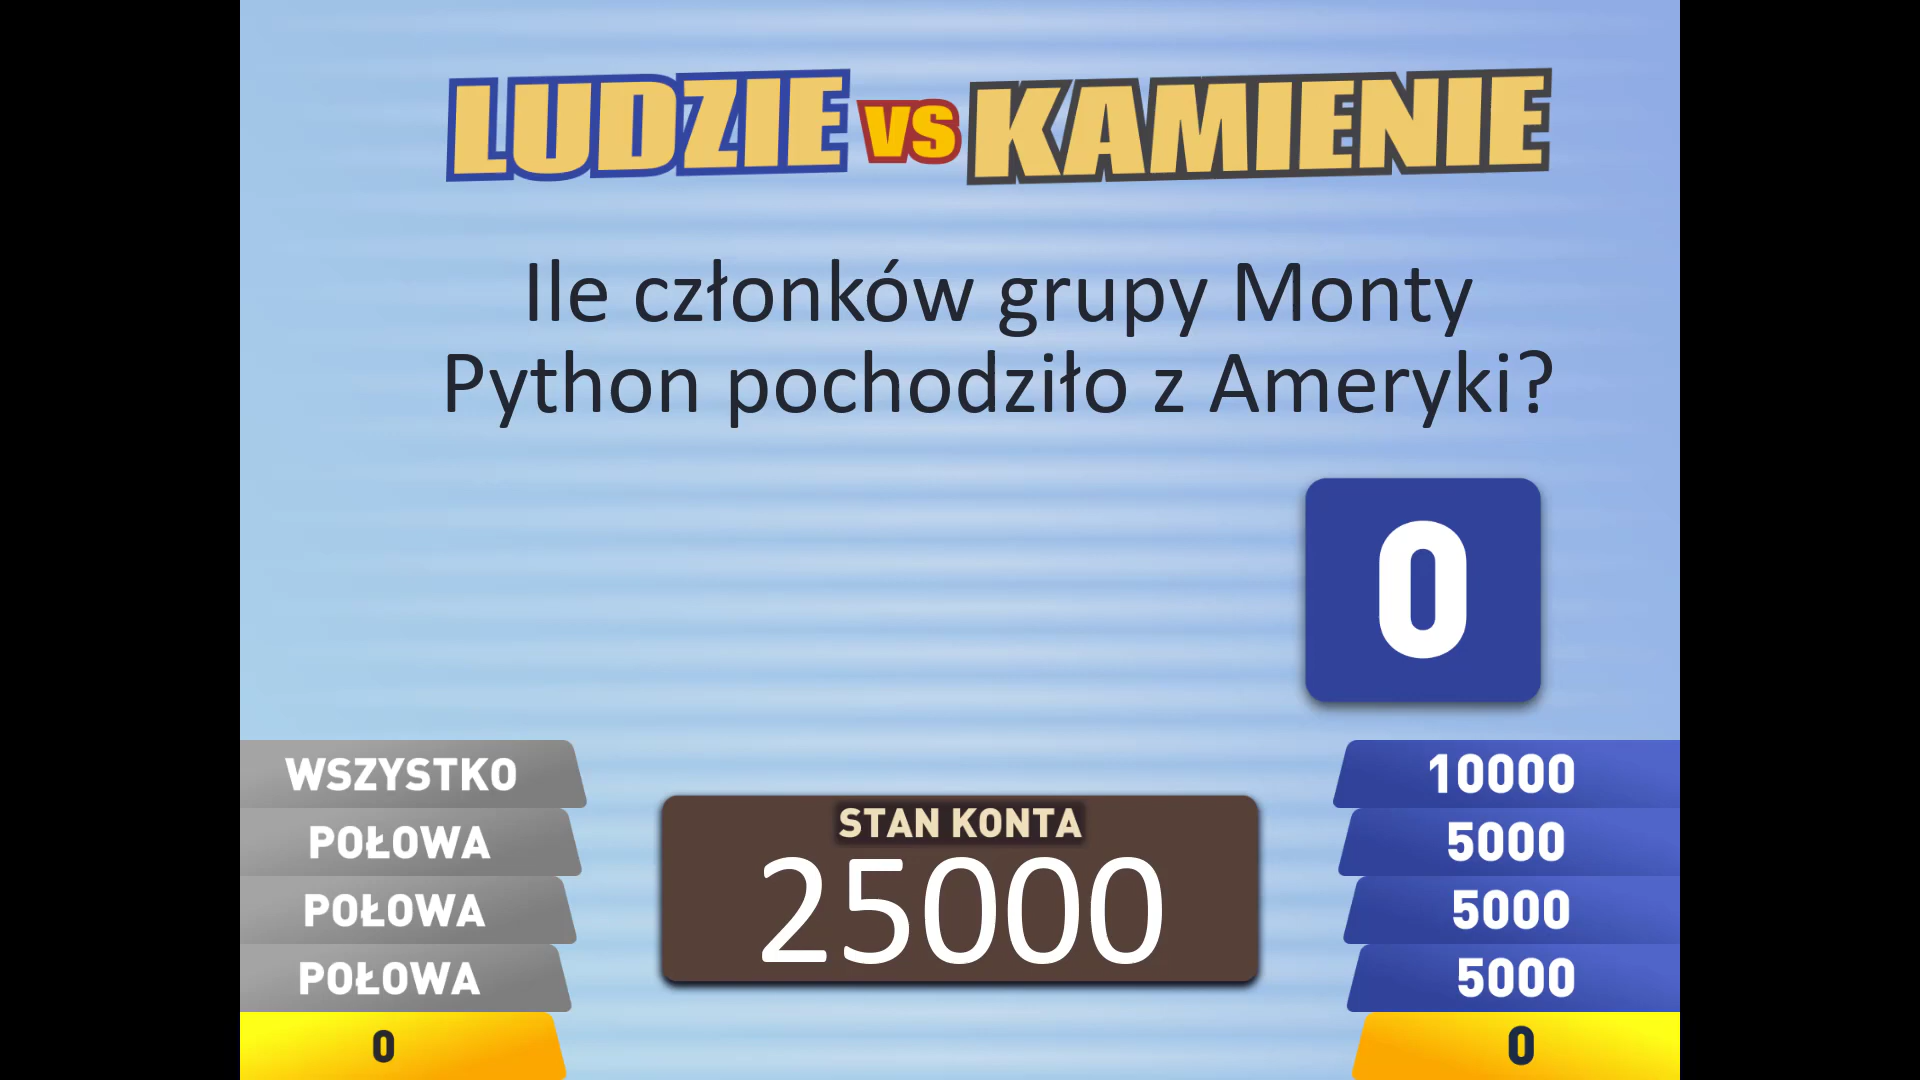 LUDZIE VS KAMIENIE
Ile członków grupy Monty
Python pochodziło z Ameryki?
0
WSZYSTKO
POŁOWA
POŁOWA
POŁOWA
0
STAN KONTA
25000
10000
5000
5000
5000
0